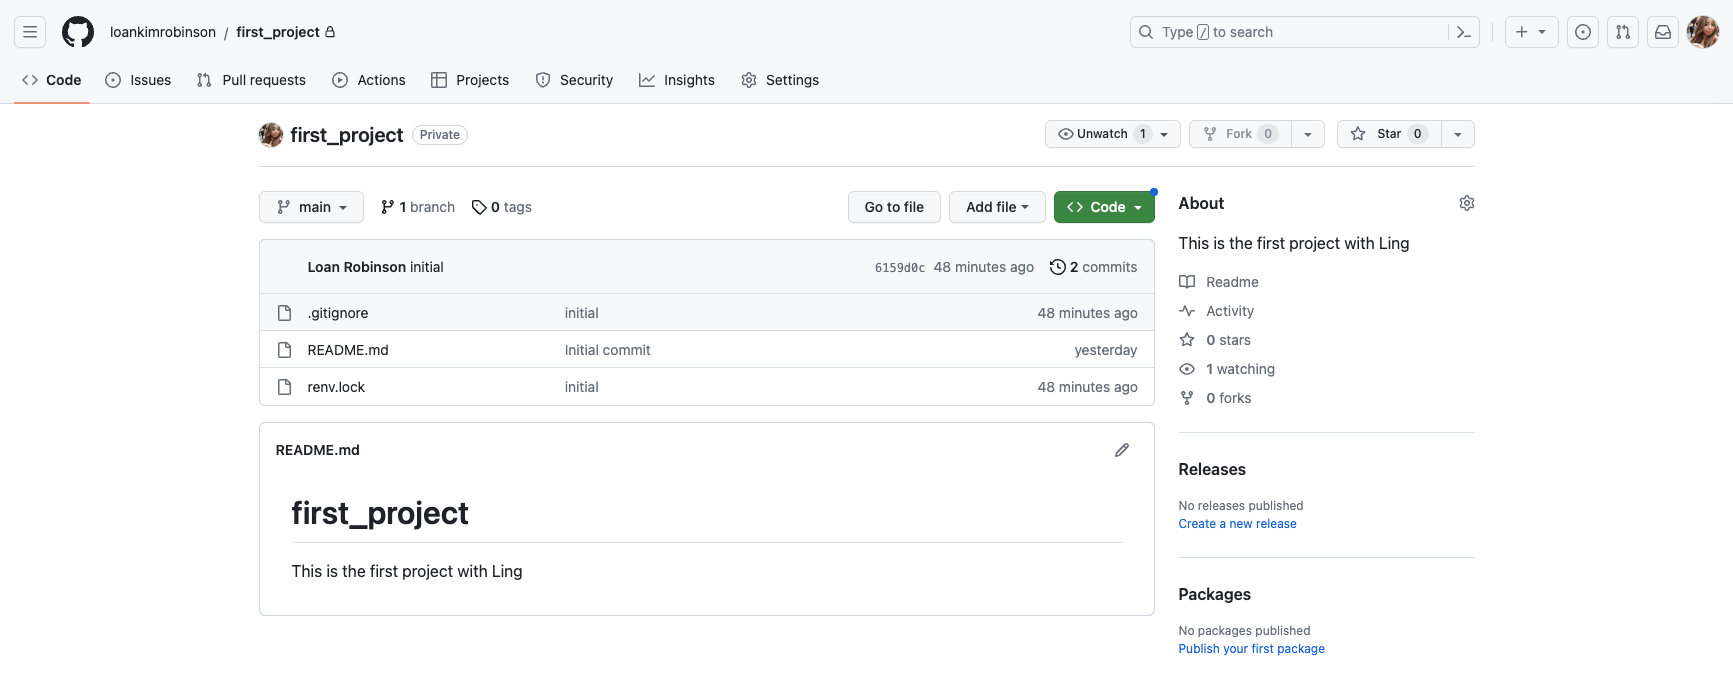 loankimrobinson / first_project
Type / to search
Code Issues Pull requests Actions Projects Security Insights Settings
first_project Private
Unwatch 1 Fork 0 Star 0
main 1 branch 0 tags
Go to file Add file Code
Loan Robinson initial 6159d0c 48 minutes ago 2 commits
.gitignore initial 48 minutes ago
README.md Initial commit yesterday
renv.lock initial 48 minutes ago
README.md
first_project
This is the first project with Ling
About
This is the first project with Ling
Readme
Activity
0 stars
1 watching
0 forks
Releases
No releases published
Create a new release
Packages
No packages published
Publish your first package